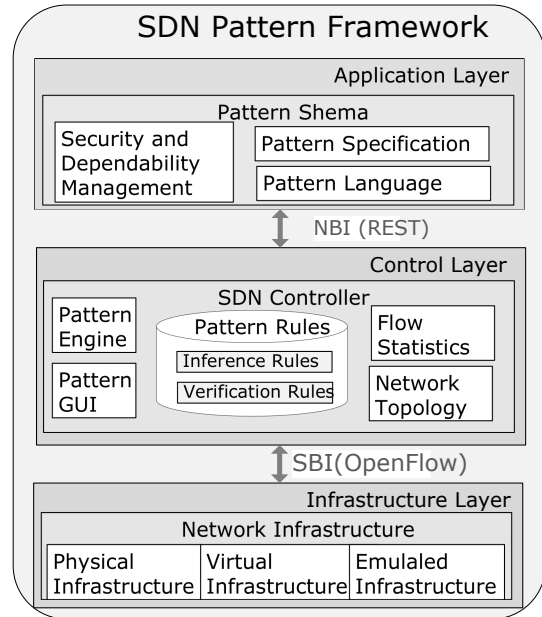 SDN Pattern Framework
Application Layer
Pattern Shema
Security and
Dependability
Management
Pattern Specification
Pattern Language
NBI (REST)
Control Layer
SDN Controller
Pattern
Engine
Pattern
GUI
Pattern Rules
Inference Rules
Verification Rules
Flow
Statistics
Network
Topology
SBI(OpenFlow)
Infrastructure Layer
Network Infrastructure
Physical
Infrastructure
Virtual
Infrastructure
Emulaled
Infrastructure